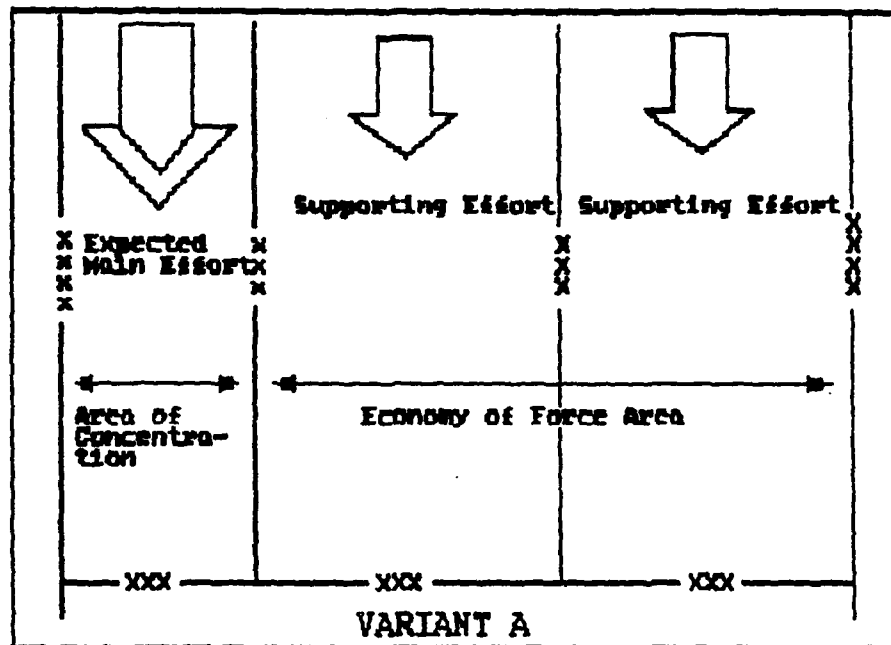 Supporting Effort Supporting Effort
Expected
Main Effort
X
X
X
X
X
X
X
X
X
X
X
X
X
X
Area of
Concentra-
tion
Economy of Force Area
XXX XXX XXX
VARIANT A